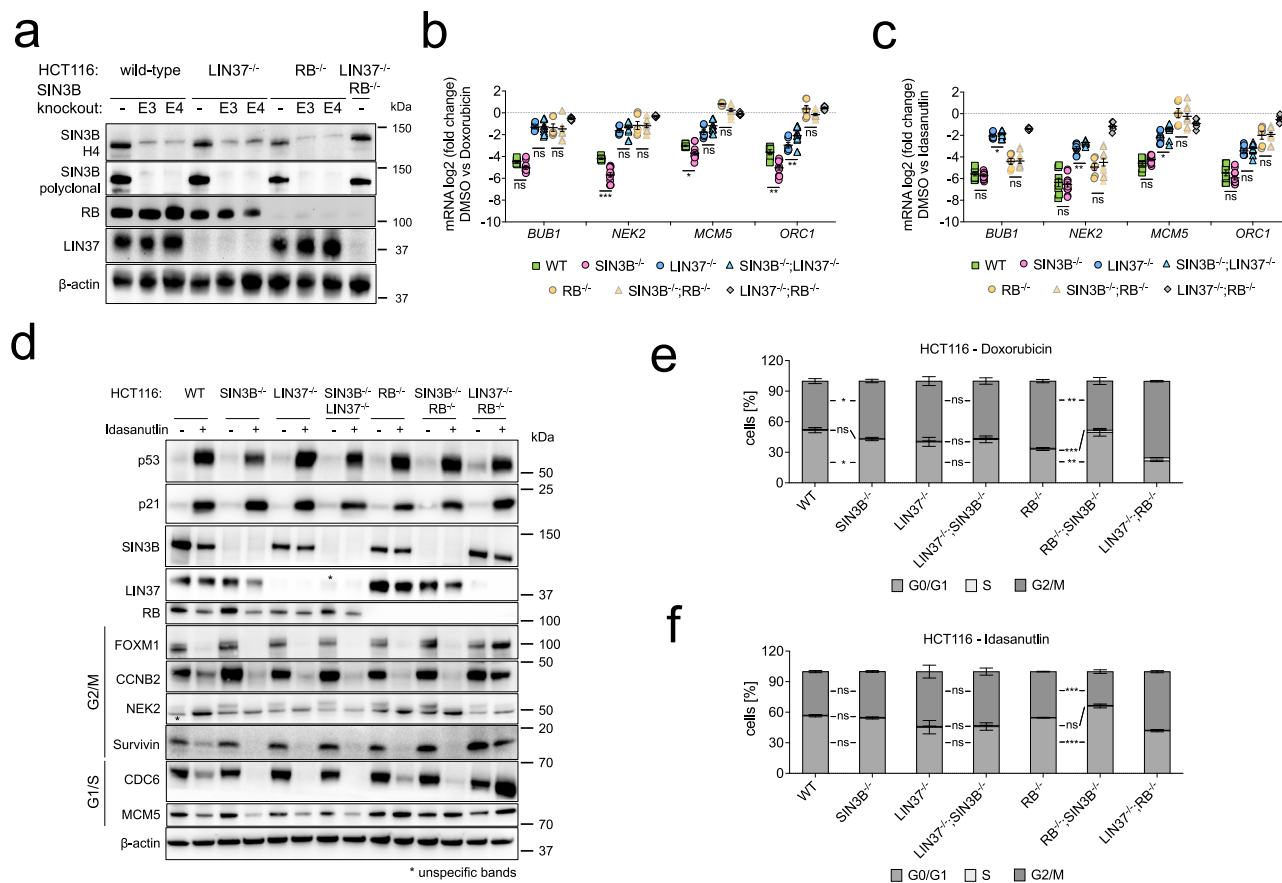 a
HCT116: wild-type LIN37-/- RB-/- LIN37-/- RB-/-
SIN3B knockout: - E3 E4 - E3 E4 - E3 E4 - kDa
SIN3B H4 150
SIN3B polyclonal 150
RB 100
LIN37 37
β-actin 37
b
mRNA log2 (fold change)
DMSO vs Doxorubicin
2
0
-2
-4
-6
-8
-10
ns ns ns *** ns ns * ns ns ** ** ns
BUB1 NEK2 MCM5 ORC1
WT SIN3B-/- LIN37-/- SIN3B-/-;LIN37-/-
RB-/- SIN3B-/-;RB-/- LIN37-/-;RB-/-
c
mRNA log2 (fold change)
DMSO vs Idasanutlin
2
0
-2
-4
-6
-8
-10
ns * ns ns ** ns ns * ns ns ns ns
BUB1 NEK2 MCM5 ORC1
WT SIN3B-/- LIN37-/- SIN3B-/-;LIN37-/-
RB-/- SIN3B-/-;RB-/- LIN37-/-;RB-/-
d
HCT116: WT SIN3B-/- LIN37-/- SIN3B-/- LIN37-/- RB-/- SIN3B-/- RB-/- LIN37-/- RB-/-
Idasanutlin - + - + - + - + - + - + - + kDa
p53 50
p21 25
SIN3B 150
LIN37 * 37
RB 100
G2/M
FOXM1 100
CCNB2 50
NEK2 * 50
Survivin 20
G1/S
CDC6 70
MCM5 70
β-actin 37
* unspecific bands
e
HCT116 - Doxorubicin
cells [%]
120
90
60
30
0
* ns ** 
ns ns ***
* ns **
WT SIN3B-/- LIN37-/- LIN37-/-;SIN3B-/- RB-/- RB-/-;SIN3B-/- LIN37-/-;RB-/-
G0/G1 S G2/M
f
HCT116 - Idasanutlin
cells [%]
120
90
60
30
0
ns ns ***
ns ns ns
ns ns ***
WT SIN3B-/- LIN37-/- LIN37-/-;SIN3B-/- RB-/- RB-/-;SIN3B-/- LIN37-/-;RB-/-
G0/G1 S G2/M